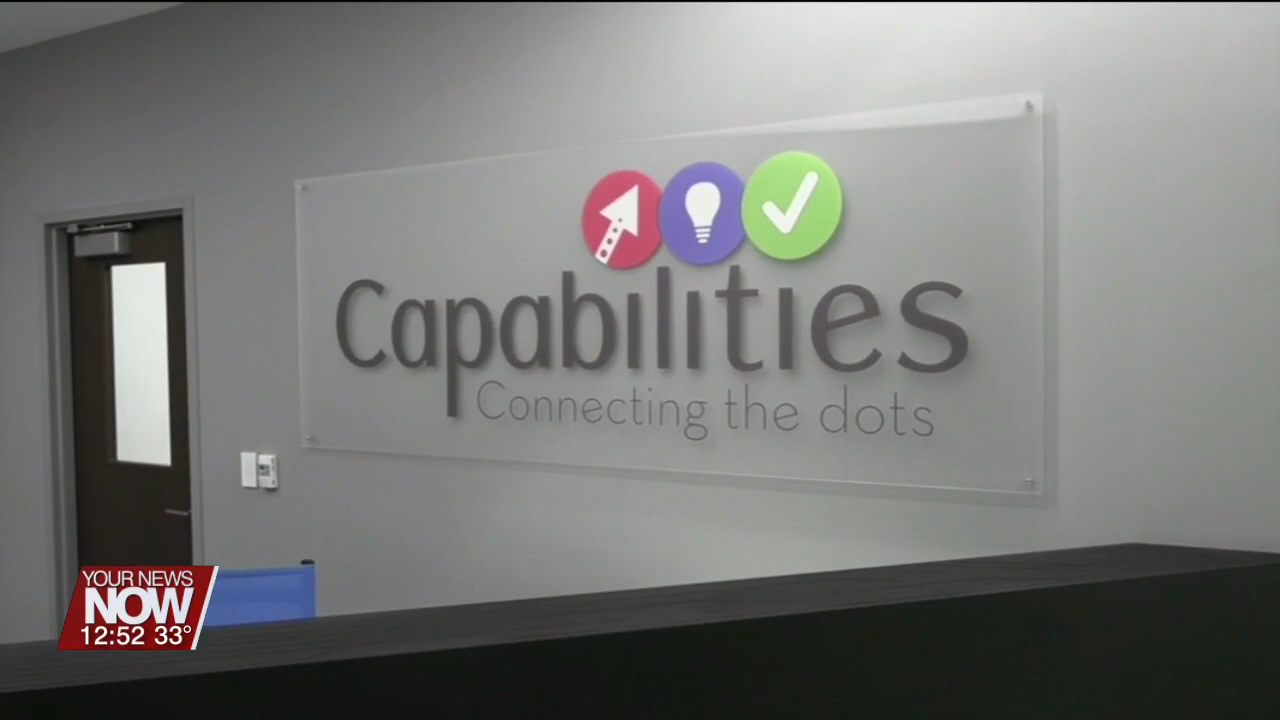 Capabilities
Connecting the dots
YOUR NEWS
NOW
12:52 33°